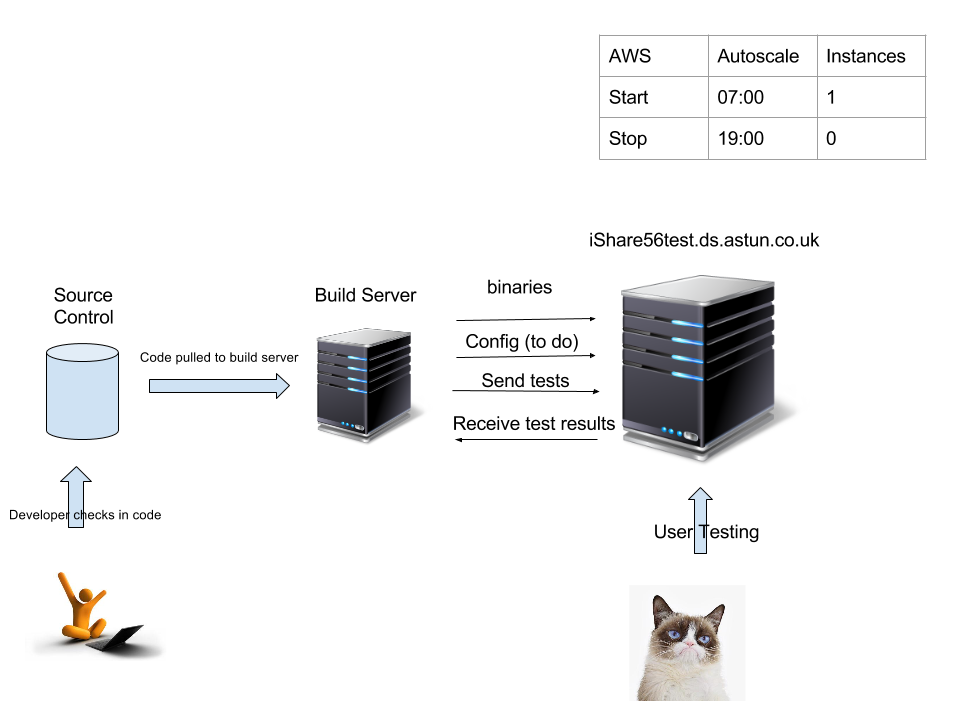 AWS Autoscale Instances
Start 07:00 1
Stop 19:00 0
iShare56test.ds.astun.co.uk
Source
Control
Build Server
binaries
Code pulled to build server
Config (to do)
Send tests
Receive test results
Developer checks in code
User Testing